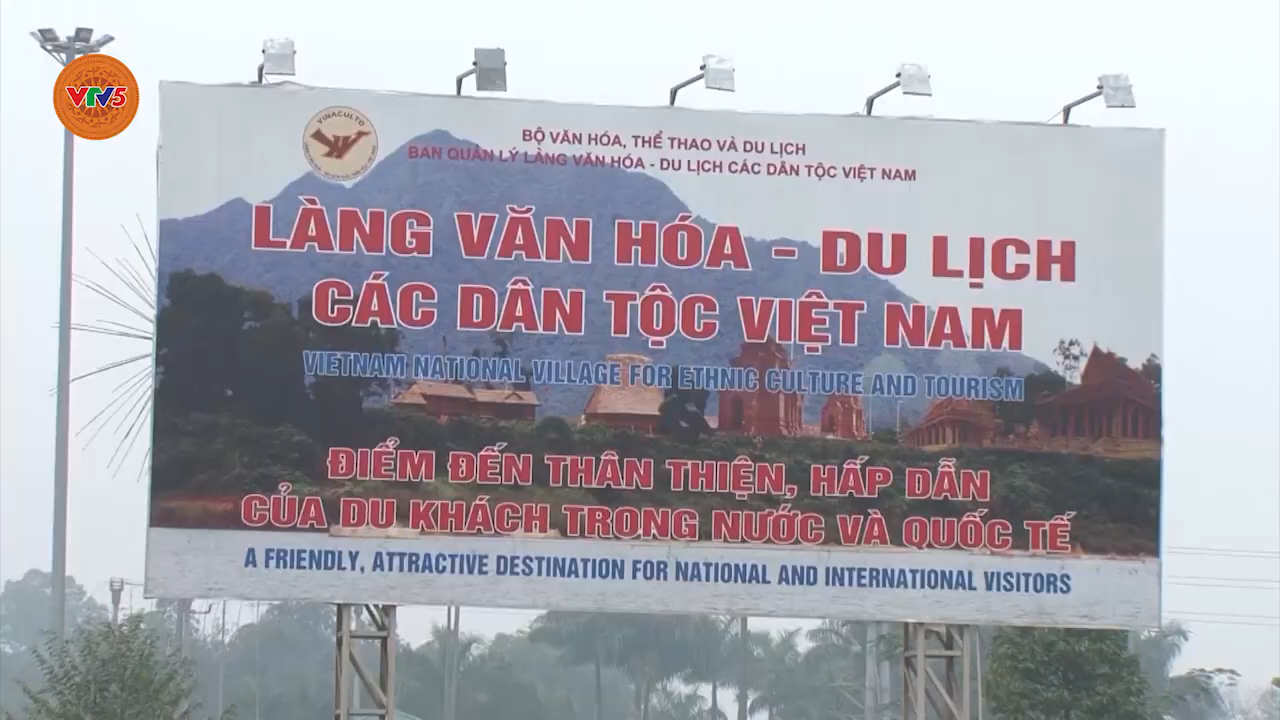 VTV5
VINACULTO
BỘ VĂN HÓA, THỂ THAO VÀ DU LỊCH
BAN QUẢN LÝ LÀNG VĂN HÓA - DU LỊCH CÁC DÂN TỘC VIỆT NAM
LÀNG VĂN HÓA - DU LỊCH
CÁC DÂN TỘC VIỆT NAM
VIETNAM NATIONAL VILLAGE FOR ETHNIC CULTURE AND TOURISM
ĐIỂM ĐẾN THÂN THIỆN, HẤP DẪN
CỦA DU KHÁCH TRONG NƯỚC VÀ QUỐC TẾ
A FRIENDLY, ATTRACTIVE DESTINATION FOR NATIONAL AND INTERNATIONAL VISITORS